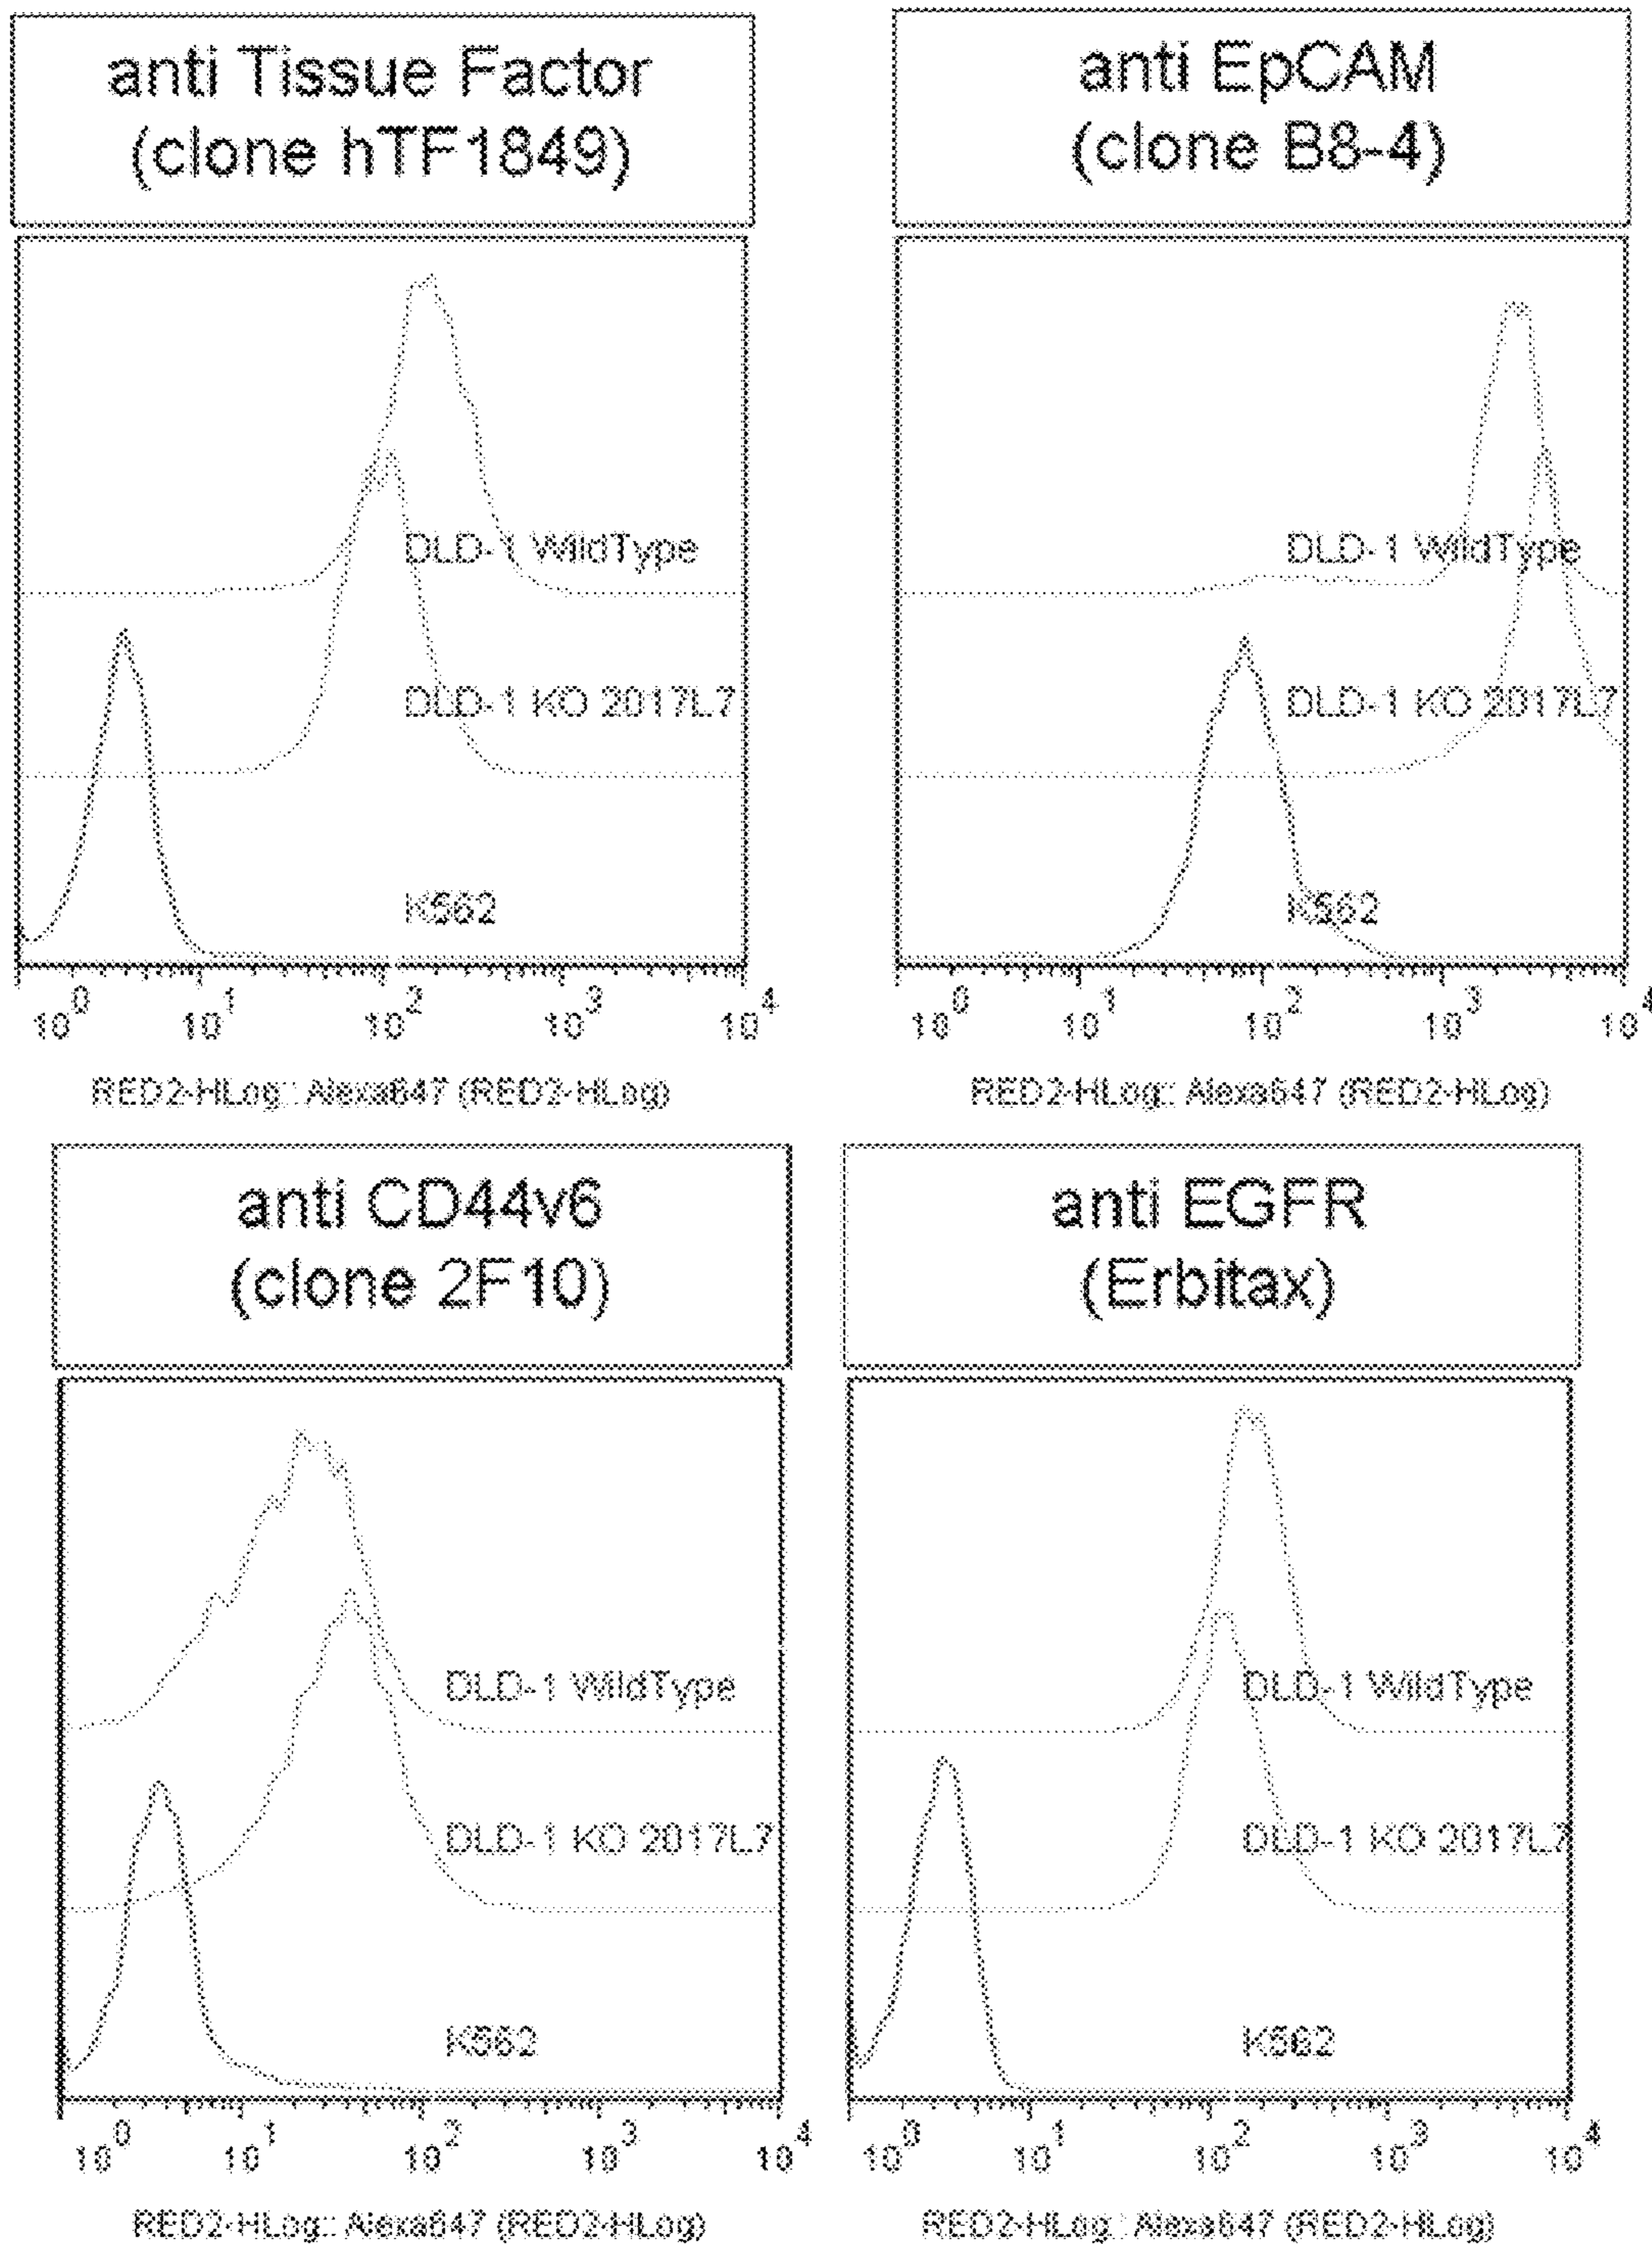 anti Tissue Factor
(clone hTF1849)
DLD-1 WildType
DLD-1 KO 2017L7
K562
10^0 10^1 10^2 10^3 10^4
RED2-HLog:: Alexa647 (RED2-HLog)
anti EpCAM
(clone B8-4)
DLD-1 WildType
DLD-1 KO 2017L7
K562
10^0 10^1 10^2 10^3 10^4
RED2-HLog:: Alexa647 (RED2-HLog)
anti CD44v6
(clone 2F10)
DLD-1 WildType
DLD-1 KO 2017L7
K562
10^0 10^1 10^2 10^3 10^4
RED2-HLog:: Alexa647 (RED2-HLog)
anti EGFR
(Erbitax)
DLD-1 WildType
DLD-1 KO 2017L7
K562
10^0 10^1 10^2 10^3 10^4
RED2-HLog:: Alexa647 (RED2-HLog)